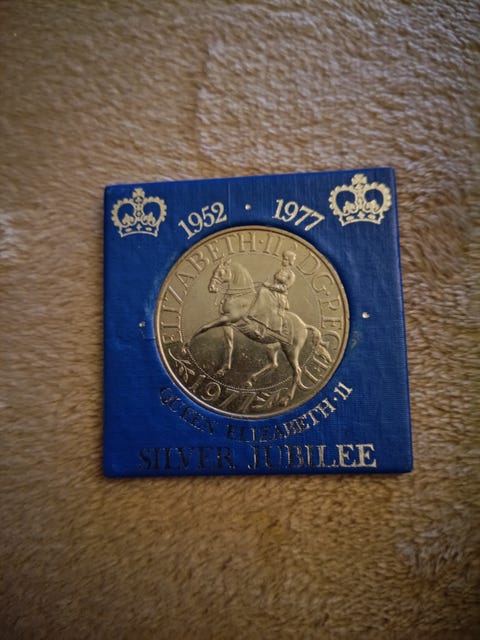 1952 · 1977
ELIZABETH·II D·G·REG F·D
1977
QUEEN ELIZABETH·II
SILVER JUBILEE